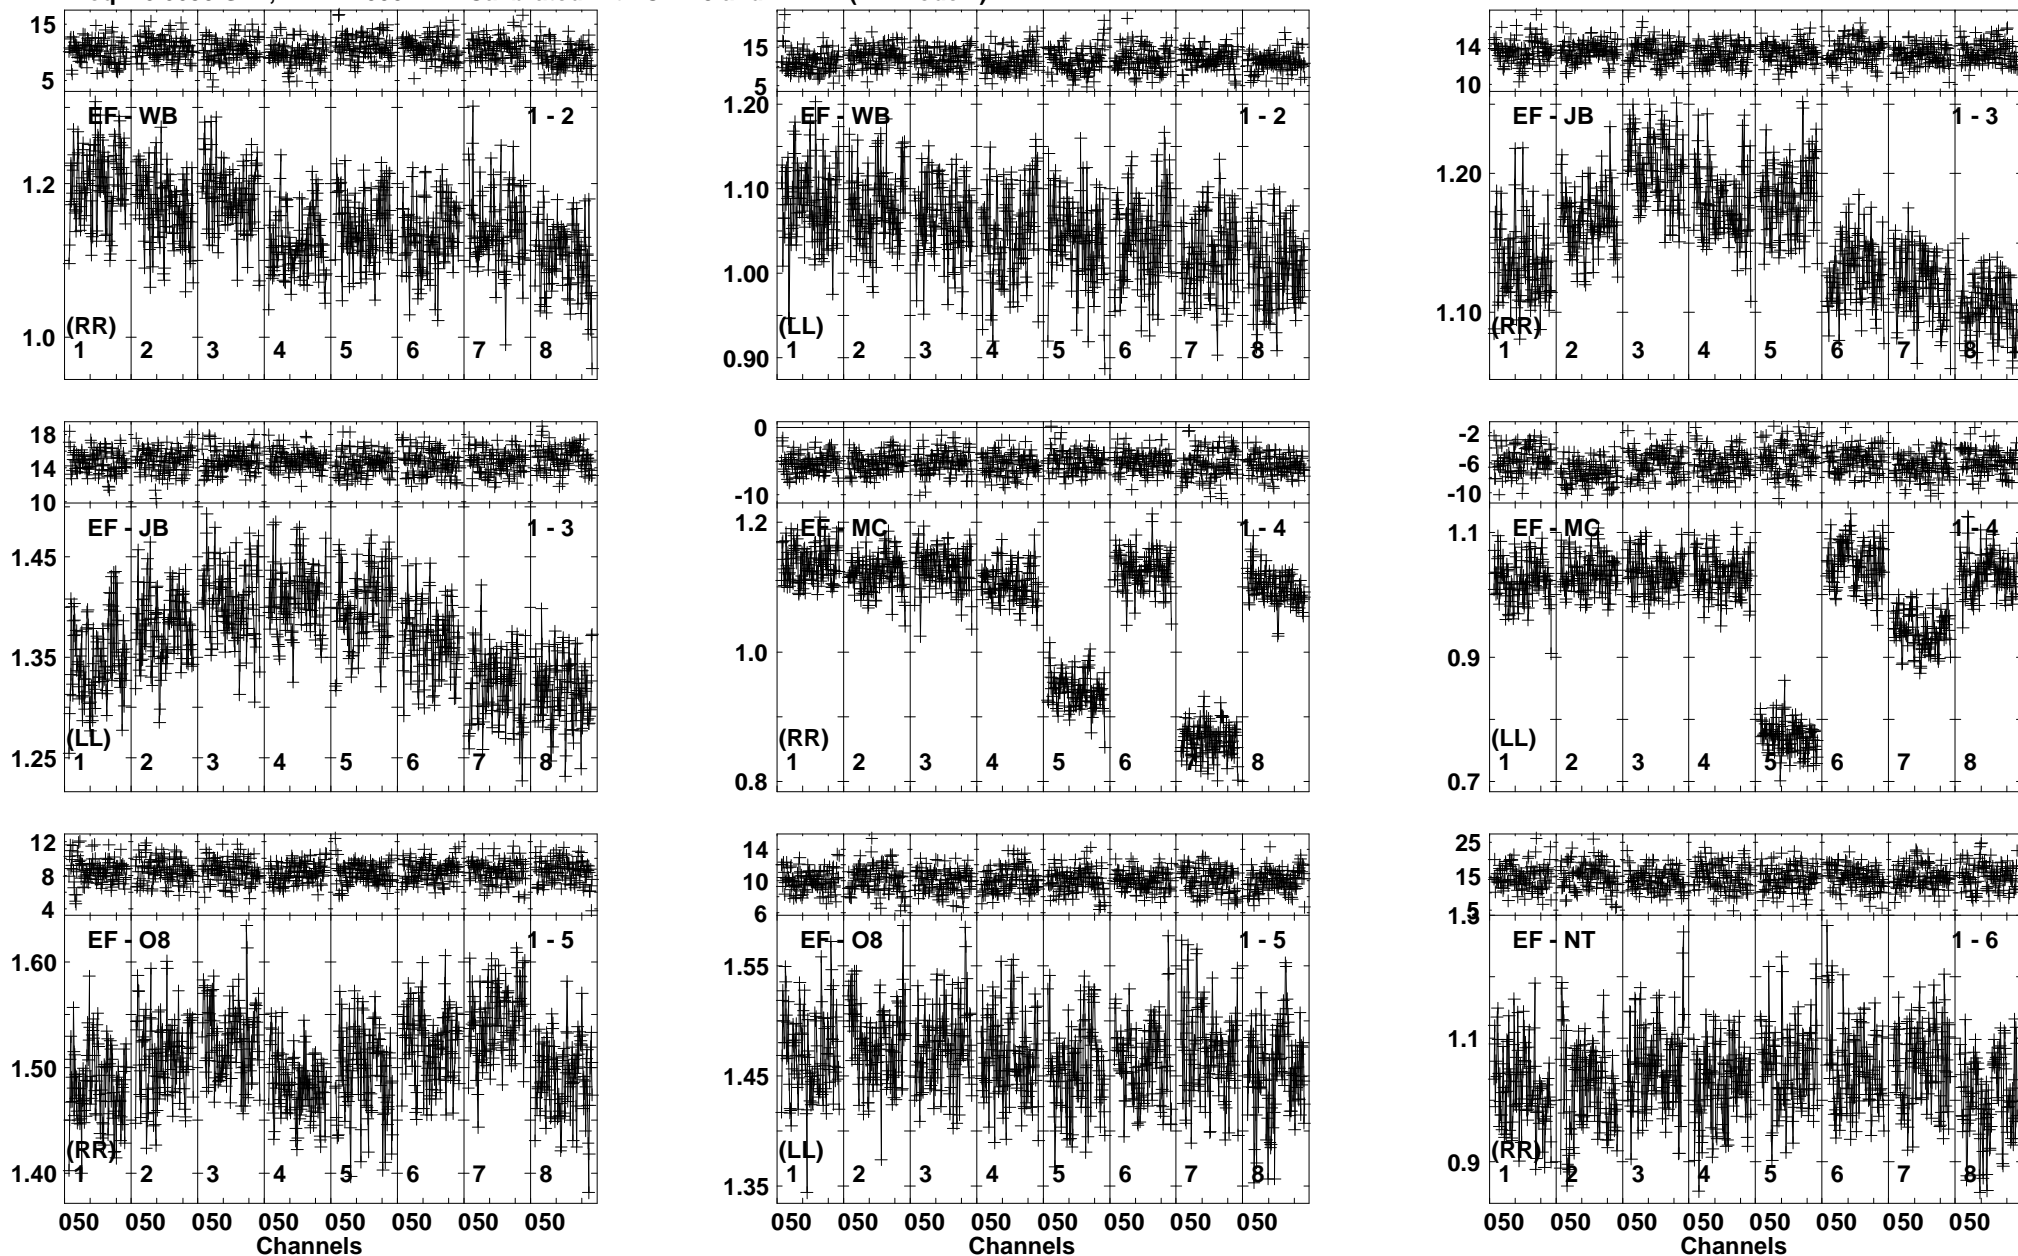 15 5 15 5 14 10
EF - WB 1 - 2 EF - WB 1 - 2 EF - JB 1 - 3
1.2 1.0 1.20 1.10 1.00 0.90 1.20 1.10
(RR) (LL) (RR)
1 2 3 4 5 6 7 8 1 2 3 4 5 6 7 8 1 2 3 4 5 6 7 8
18 14 10 0 -10 -2 -6 -10
EF - JB 1 - 3 EF - MC 1 - 4 EF - MC 1 - 4
1.45 1.35 1.25 1.2 1.0 0.8 1.1 0.9 0.7
(LL) (RR) (LL)
1 2 3 4 5 6 7 8 1 2 3 4 5 6 7 8 1 2 3 4 5 6 7 8
12 8 4 14 10 6 25 15 5
EF - O8 1 - 5 EF - O8 1 - 5 EF - NT 1 - 6
1.60 1.50 1.40 1.55 1.45 1.35 1.3 1.1 0.9
(RR) (LL) (RR)
1 2 3 4 5 6 7 8 1 2 3 4 5 6 7 8 1 2 3 4 5 6 7 8
050 050 050 050 050 050 050 050 050 050 050 050 050 050 050 050 050 050 050 050 050 050 050 050
Channels Channels